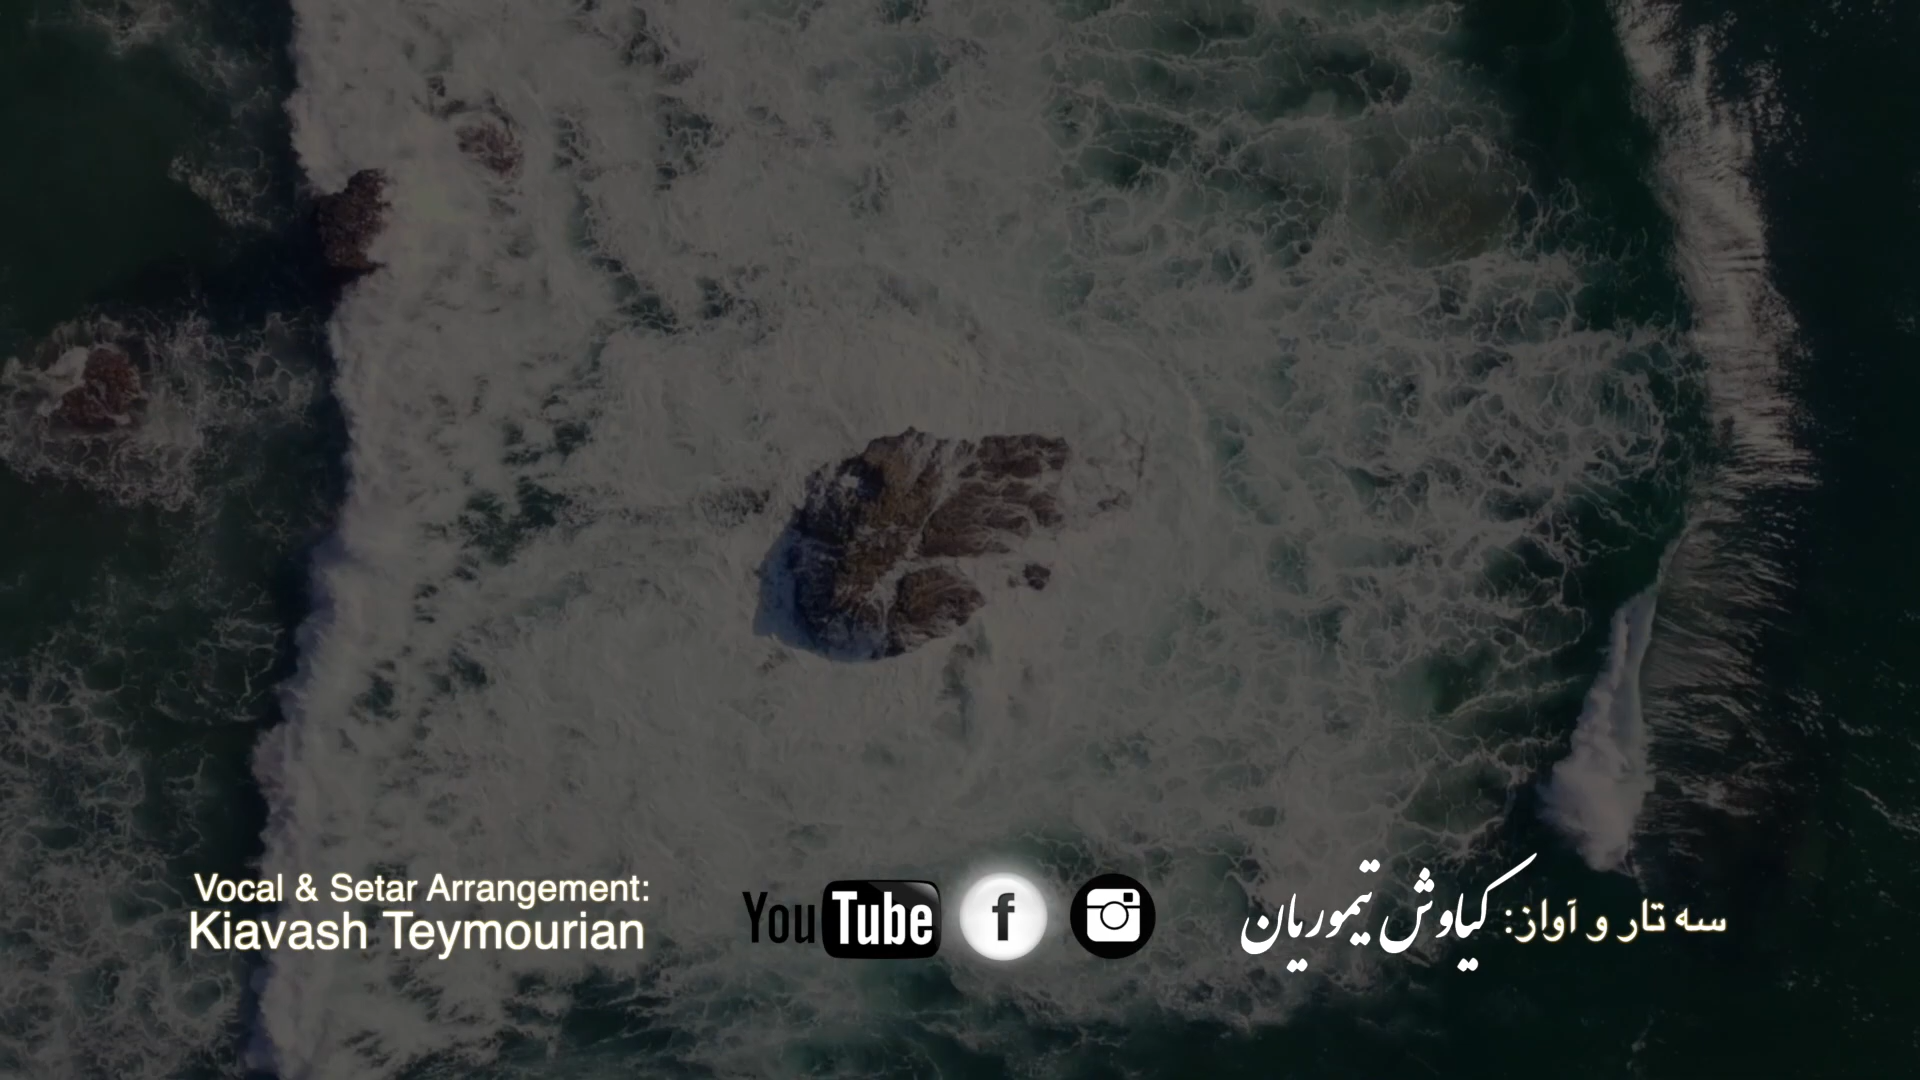 Vocal & Setar Arrangement:
Kiavash Teymourian
YouTube
f
سه تار و آواز: کیاوش تیموریان